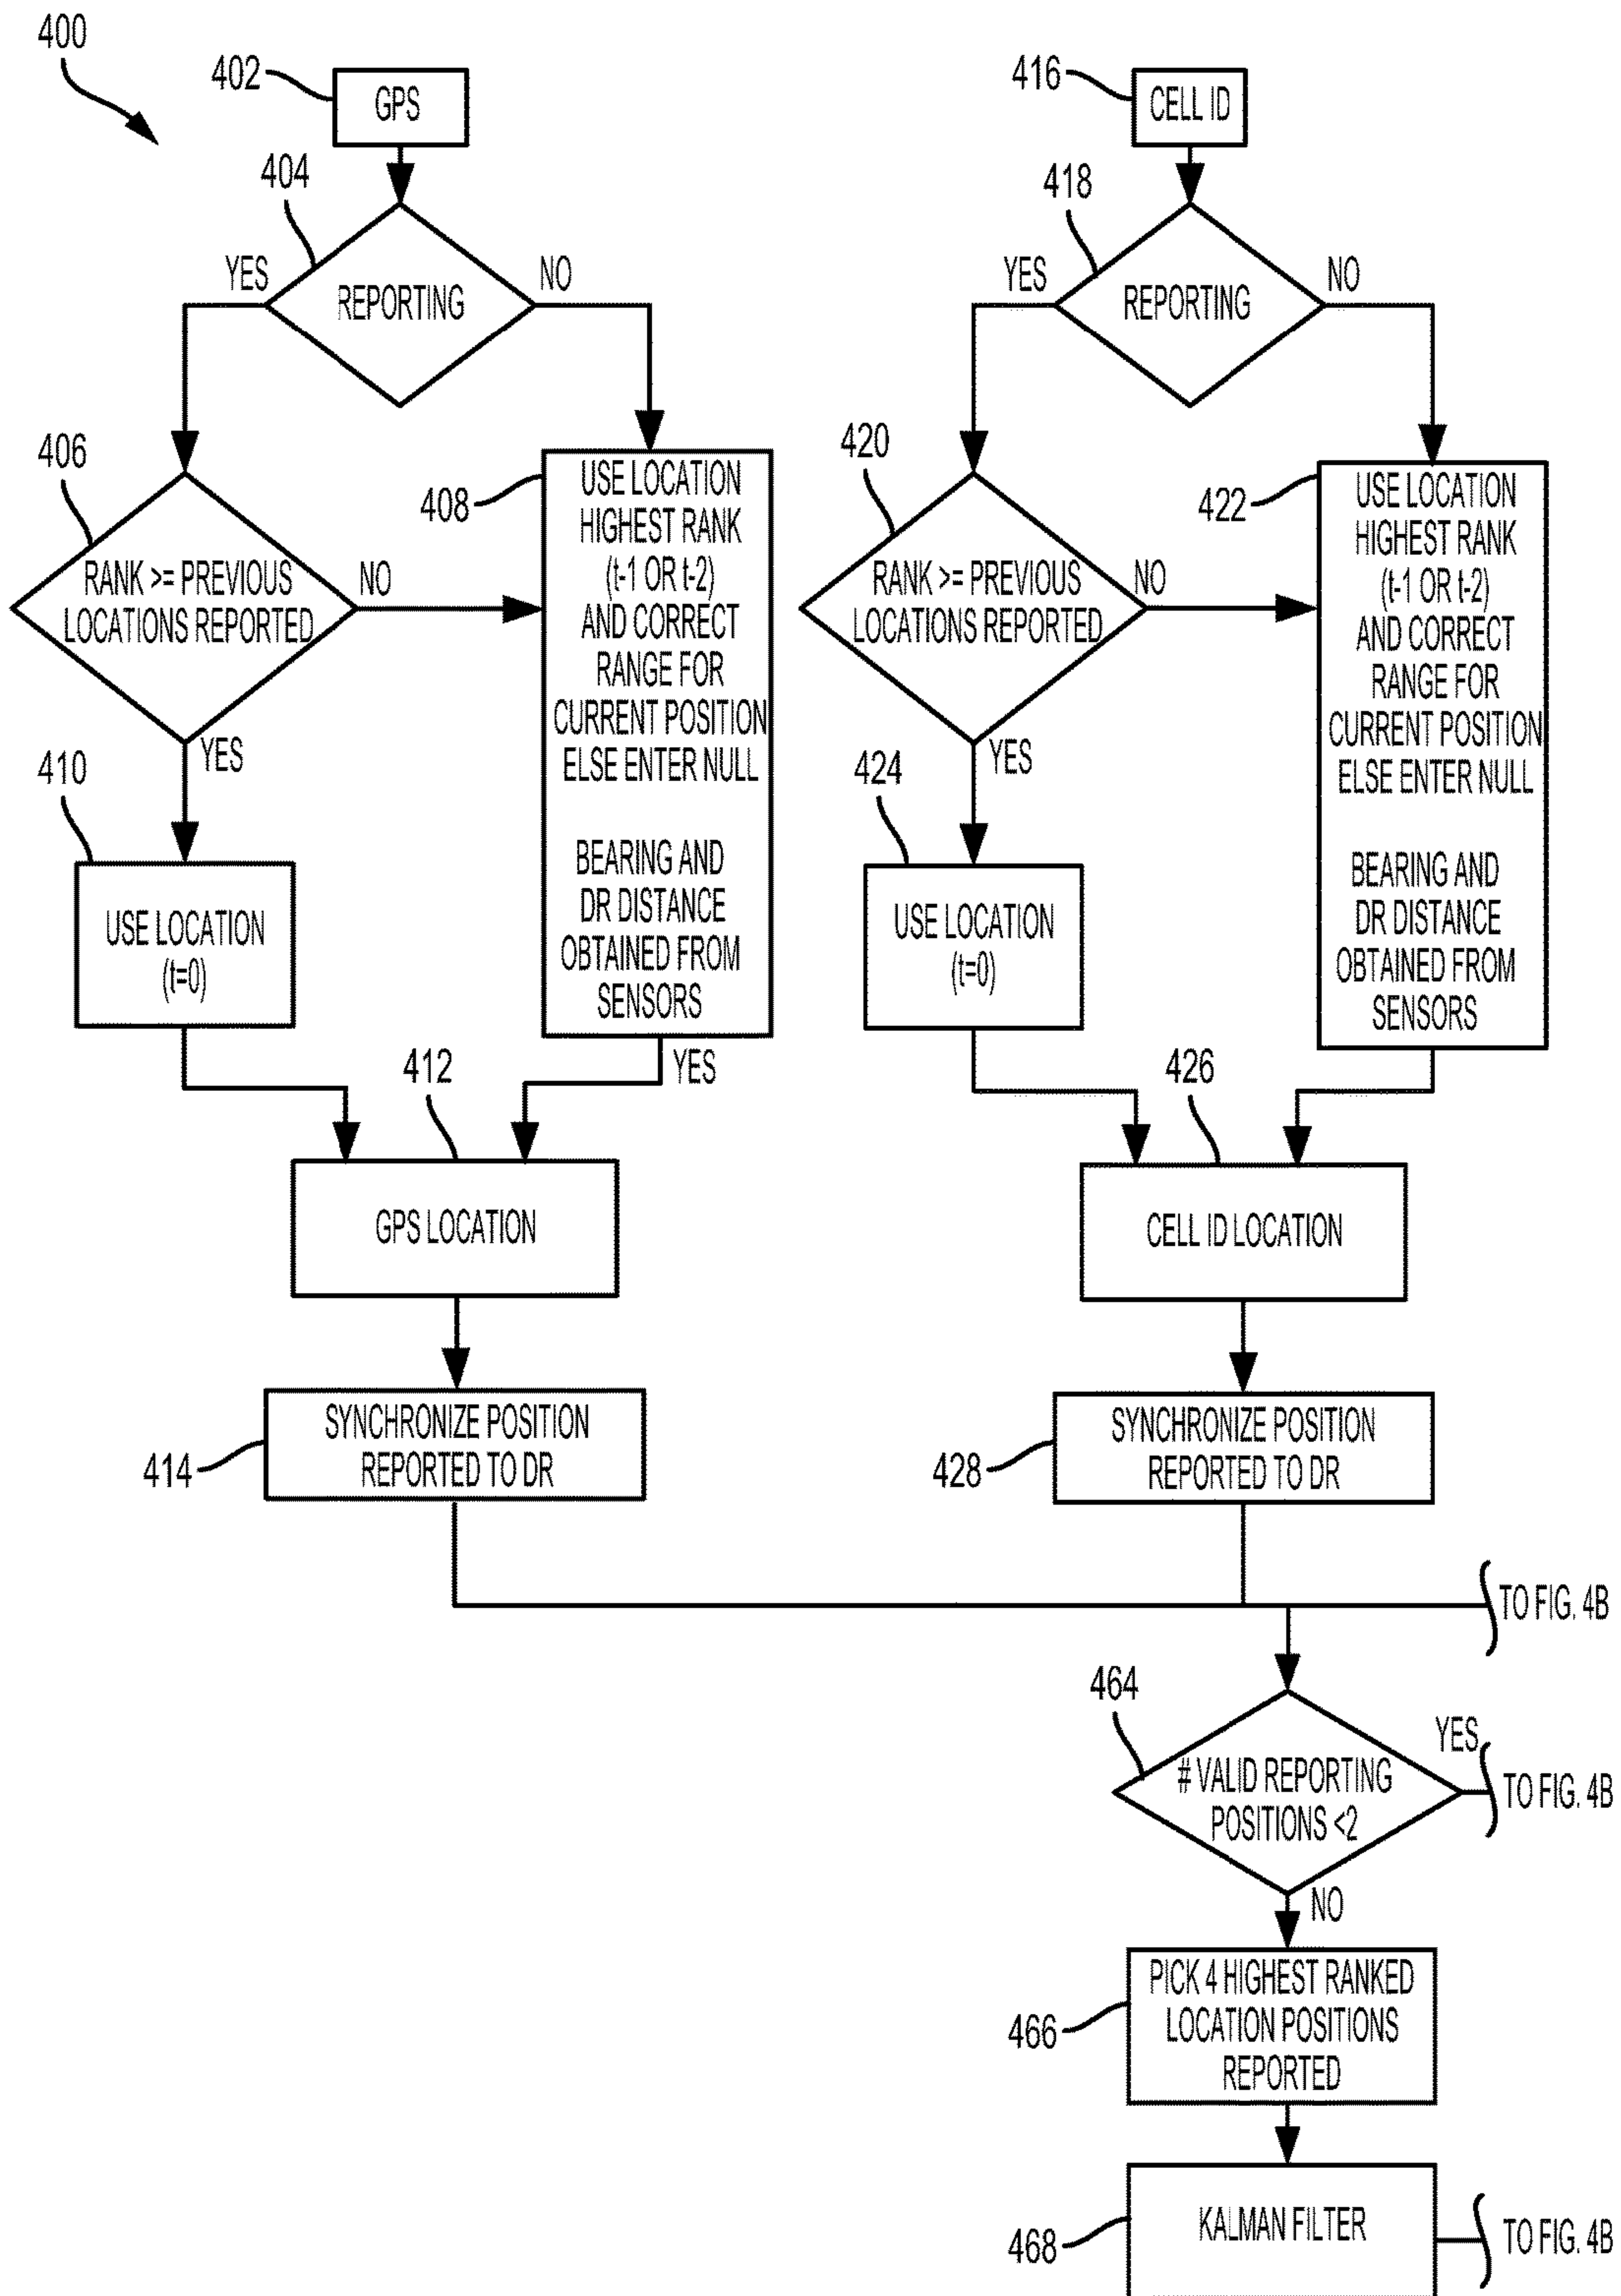 400
402
GPS
404
YES
NO
REPORTING
406
RANK >= PREVIOUS
LOCATIONS REPORTED
NO
YES
408
USE LOCATION
HIGHEST RANK
(t-1 OR t-2)
AND CORRECT
RANGE FOR
CURRENT POSITION
ELSE ENTER NULL
BEARING AND
DR DISTANCE
OBTAINED FROM
SENSORS
YES
410
USE LOCATION
(t=0)
412
GPS LOCATION
414
SYNCHRONIZE POSITION
REPORTED TO DR
416
CELL ID
418
YES
NO
REPORTING
420
RANK >= PREVIOUS
LOCATIONS REPORTED
NO
YES
422
USE LOCATION
HIGHEST RANK
(t-1 OR t-2)
AND CORRECT
RANGE FOR
CURRENT POSITION
ELSE ENTER NULL
BEARING AND
DR DISTANCE
OBTAINED FROM
SENSORS
424
USE LOCATION
(t=0)
426
CELL ID LOCATION
428
SYNCHRONIZE POSITION
REPORTED TO DR
TO FIG. 4B
464
# VALID REPORTING
POSITIONS <2
YES
TO FIG. 4B
NO
466
PICK 4 HIGHEST RANKED
LOCATION POSITIONS
REPORTED
468
KALMAN FILTER
TO FIG. 4B